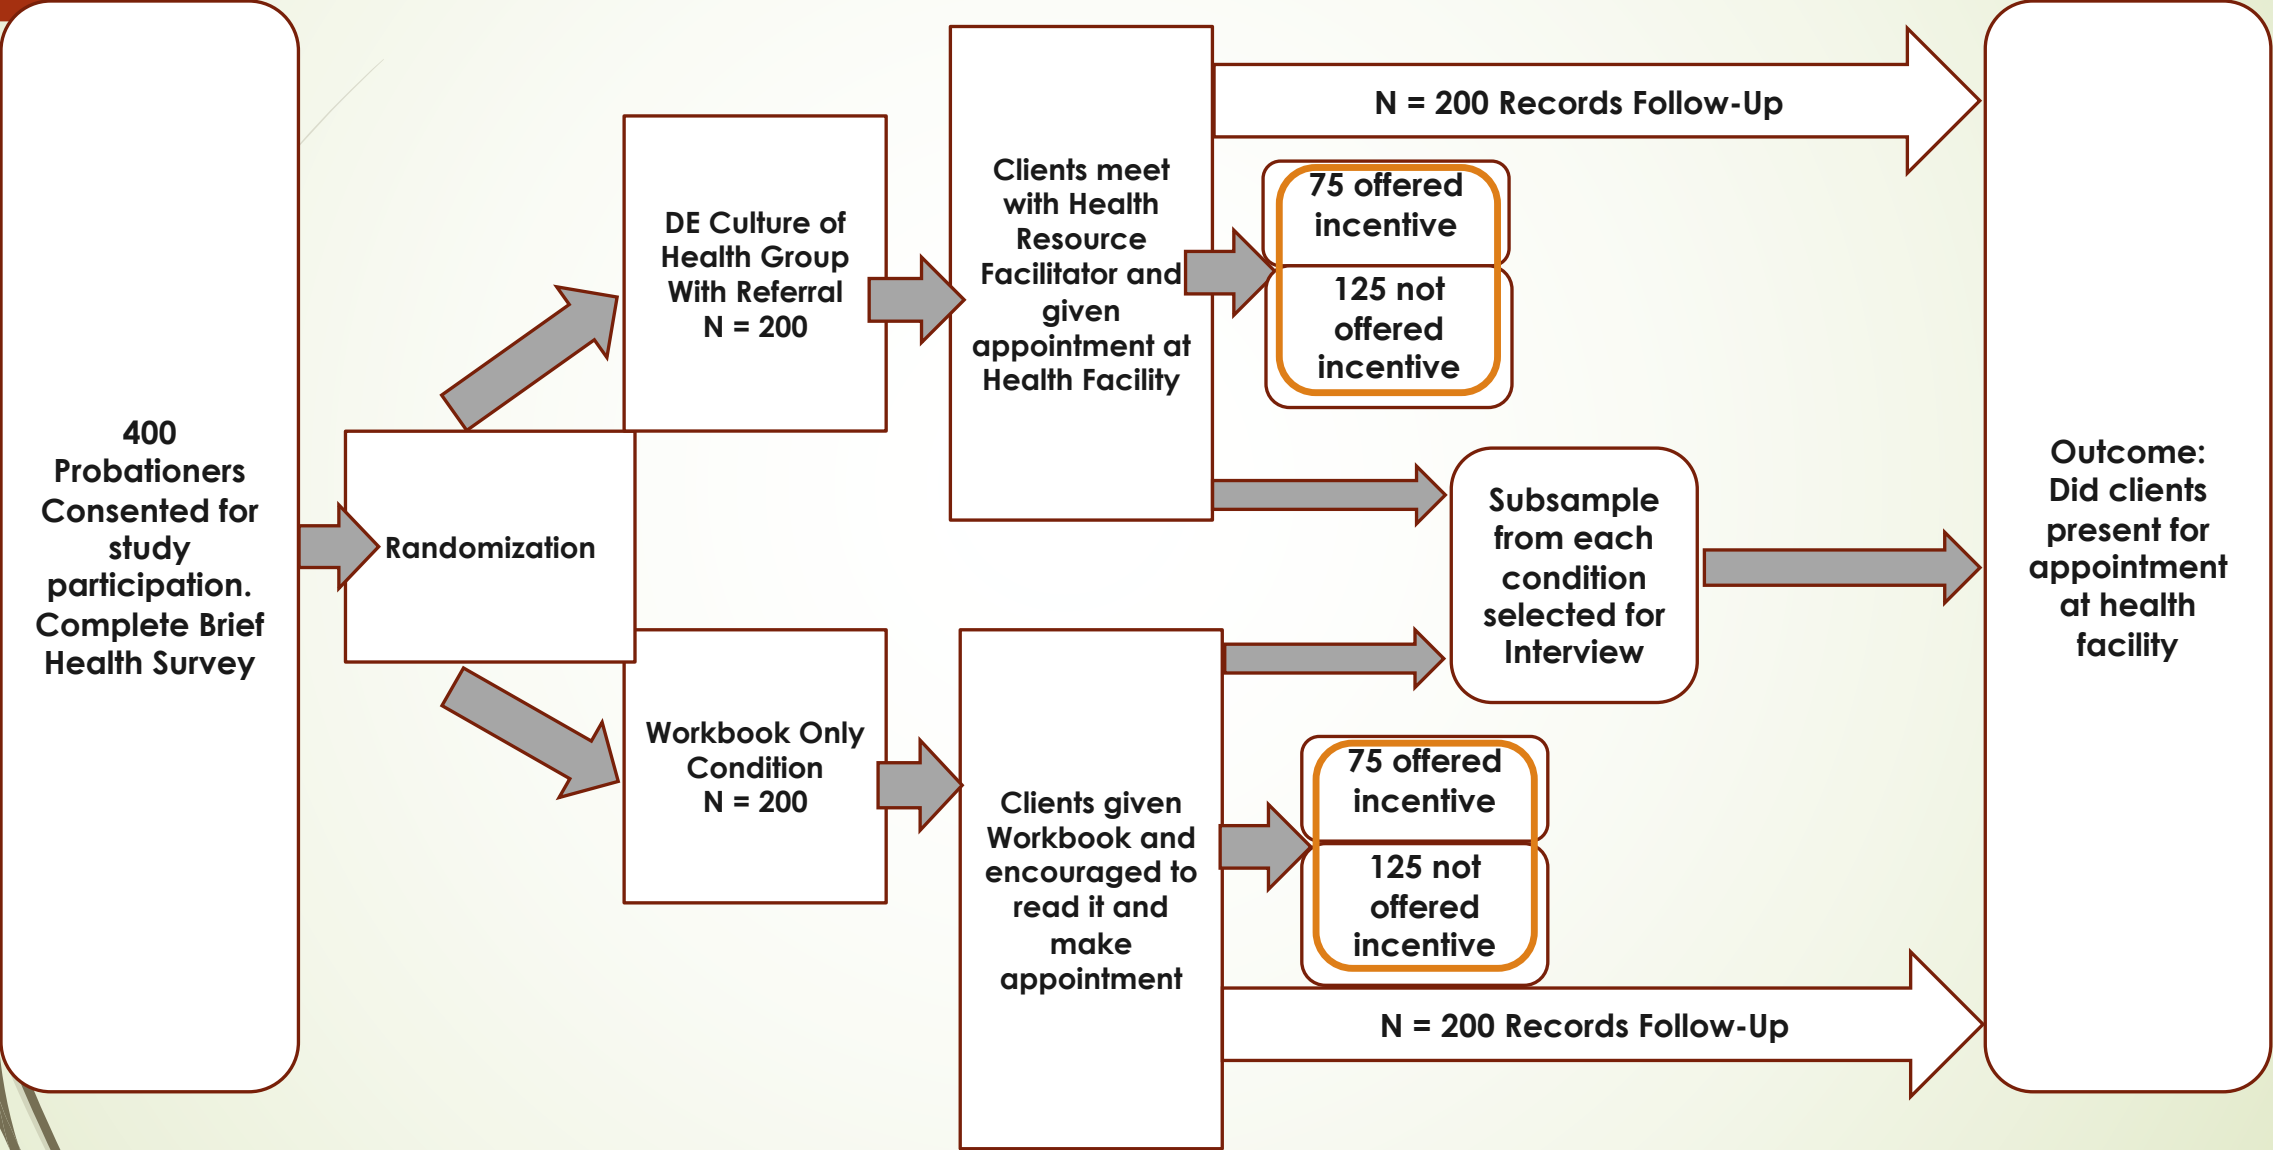 400
Probationers
Consented for
study
participation.
Complete Brief
Health Survey
Randomization
DE Culture of
Health Group
With Referral
N = 200
Workbook Only
Condition
N = 200
Clients meet
with Health
Resource
Facilitator and
given
appointment at
Health Facility
Clients given
Workbook and
encouraged to
read it and
make
appointment
N = 200 Records Follow-Up
75 offered
incentive
125 not
offered
incentive
Subsample
from each
condition
selected for
Interview
75 offered
incentive
125 not
offered
incentive
N = 200 Records Follow-Up
Outcome:
Did clients
present for
appointment
at health
facility